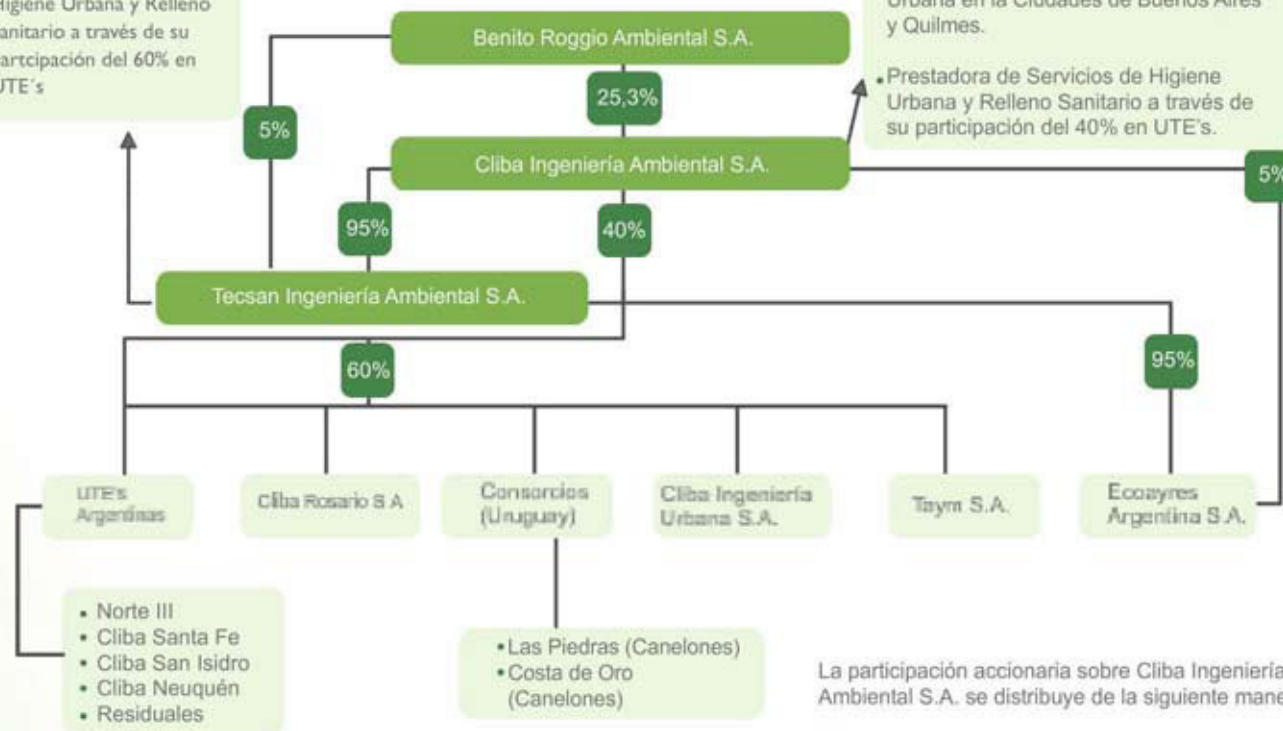 Higiene Urbana y Relleno
Sanitario a través de su
partcipación del 60% en
UTE´s
Benito Roggio Ambiental S.A.
Urbana en la Ciudades de Buenos Aires
y Quilmes.
• Prestadora de Servicios de Higiene
Urbana y Relleno Sanitario a través de
su participación del 40% en UTE's.
25,3%
5%
Cliba Ingeniería Ambiental S.A.
5%
95%
40%
Tecsan Ingeniería Ambiental S.A.
60%
95%
UTE's
Argentinas
Cliba Rosario S.A
Consorcios
(Uruguay)
Cliba Ingeniería
Urbana S.A.
Taym S.A.
Ecoayres
Argentina S.A.
• Norte III
• Cliba Santa Fe
• Cliba San Isidro
• Cliba Neuquén
• Residuales
• Las Piedras (Canelones)
• Costa de Oro
(Canelones)
La participación accionaria sobre Cliba Ingeniería
Ambiental S.A. se distribuye de la siguiente mane